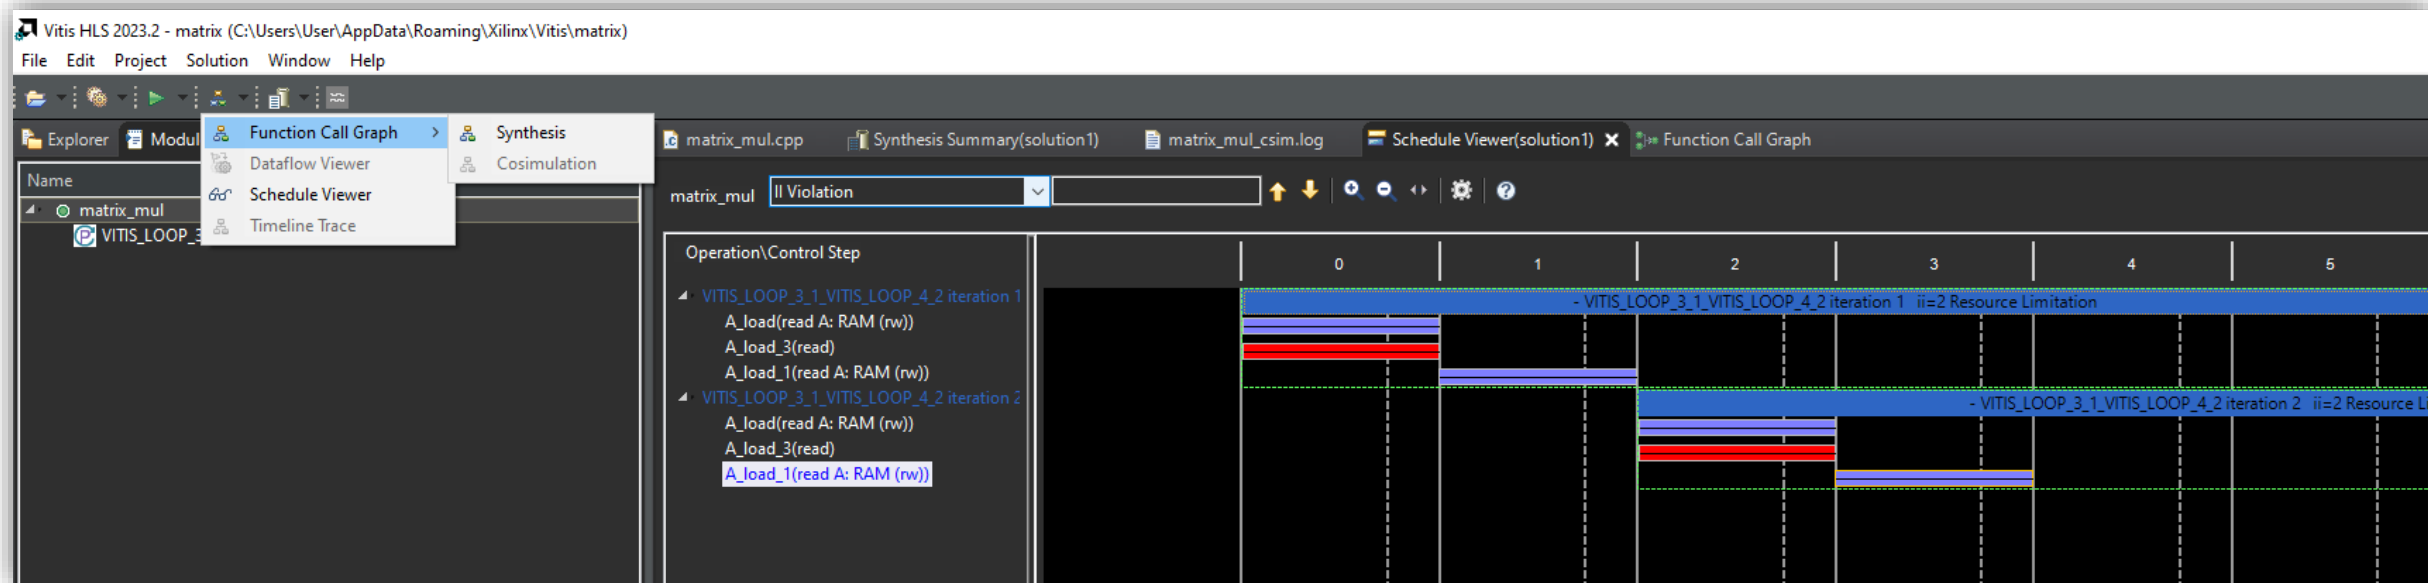 Vitis HLS 2023.2 - matrix (C:\Users\User\AppData\Roaming\Xilinx\Vitis\matrix)
File Edit Project Solution Window Help
Explorer Modul
Function Call Graph > Synthesis
Dataflow Viewer Cosimulation
Schedule Viewer
Timeline Trace
Name
matrix_mul
VITIS_LOOP_3
matrix_mul.cpp Synthesis Summary(solution1) matrix_mul_csim.log Schedule Viewer(solution1) Function Call Graph
matrix_mul II Violation
Operation\Control Step 0 1 2 3 4 5
VITIS_LOOP_3_1_VITIS_LOOP_4_2 iteration 1 - VITIS_LOOP_3_1_VITIS_LOOP_4_2 iteration 1 ii=2 Resource Limitation
A_load(read A: RAM (rw))
A_load_3(read)
A_load_1(read A: RAM (rw))
VITIS_LOOP_3_1_VITIS_LOOP_4_2 iteration 2 - VITIS_LOOP_3_1_VITIS_LOOP_4_2 iteration 2 ii=2 Resource Li
A_load(read A: RAM (rw))
A_load_3(read)
A_load_1(read A: RAM (rw))